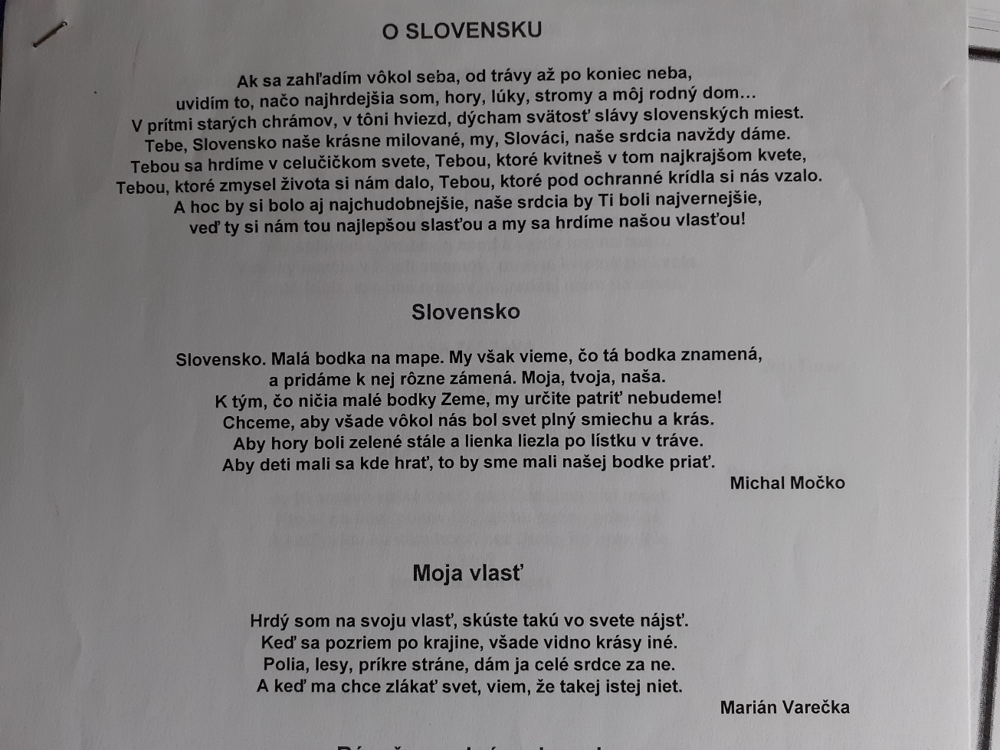 O SLOVENSKU
Ak sa zahľadím vôkol seba, od trávy až po koniec neba,
uvidím to, načo najhrdejšia som, hory, lúky, stromy a môj rodný dom...
V prítmi starých chrámov, v tôni hviezd, dýcham svätosť slávy slovenských miest.
Tebe, Slovensko naše krásne milované, my, Slováci, naše srdcia navždy dáme.
Tebou sa hrdíme v celučičkom svete, Tebou, ktoré kvitneš v tom najkrajšom kvete,
Tebou, ktoré zmysel života si nám dalo, Tebou, ktoré pod ochranné krídla si nás vzalo.
A hoc by si bolo aj najchudobnejšie, naše srdcia by Ti boli najvernejšie,
veď ty si nám tou najlepšou slasťou a my sa hrdíme našou vlasťou!
Slovensko
Slovensko. Malá bodka na mape. My však vieme, čo tá bodka znamená,
a pridáme k nej rôzne zámená. Moja, tvoja, naša.
K tým, čo ničia malé bodky Zeme, my určite patriť nebudeme!
Chceme, aby všade vôkol nás bol svet plný smiechu a krás.
Aby hory boli zelené stále a lienka liezla po lístku v tráve.
Aby deti mali sa kde hrať, to by sme mali našej bodke priať.
Michal Močko
Moja vlasť
Hrdý som na svoju vlasť, skúste takú vo svete nájsť.
Keď sa pozriem po krajine, všade vidno krásy iné.
Polia, lesy, príkre stráne, dám ja celé srdce za ne.
A keď ma chce zlákať svet, viem, že takej istej niet.
Marián Varečka